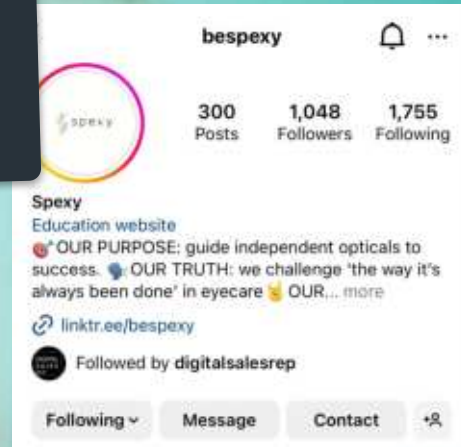 bespexy
spexy
300 1,048 1,755
Posts Followers Following
Spexy
Education website
🎯 OUR PURPOSE: guide independent opticals to
success. 🗣️ OUR TRUTH: we challenge 'the way it's
always been done' in eyecare 🤘 OUR... more
linktr.ee/bespexy
Followed by digitalsalesrep
Following Message Contact